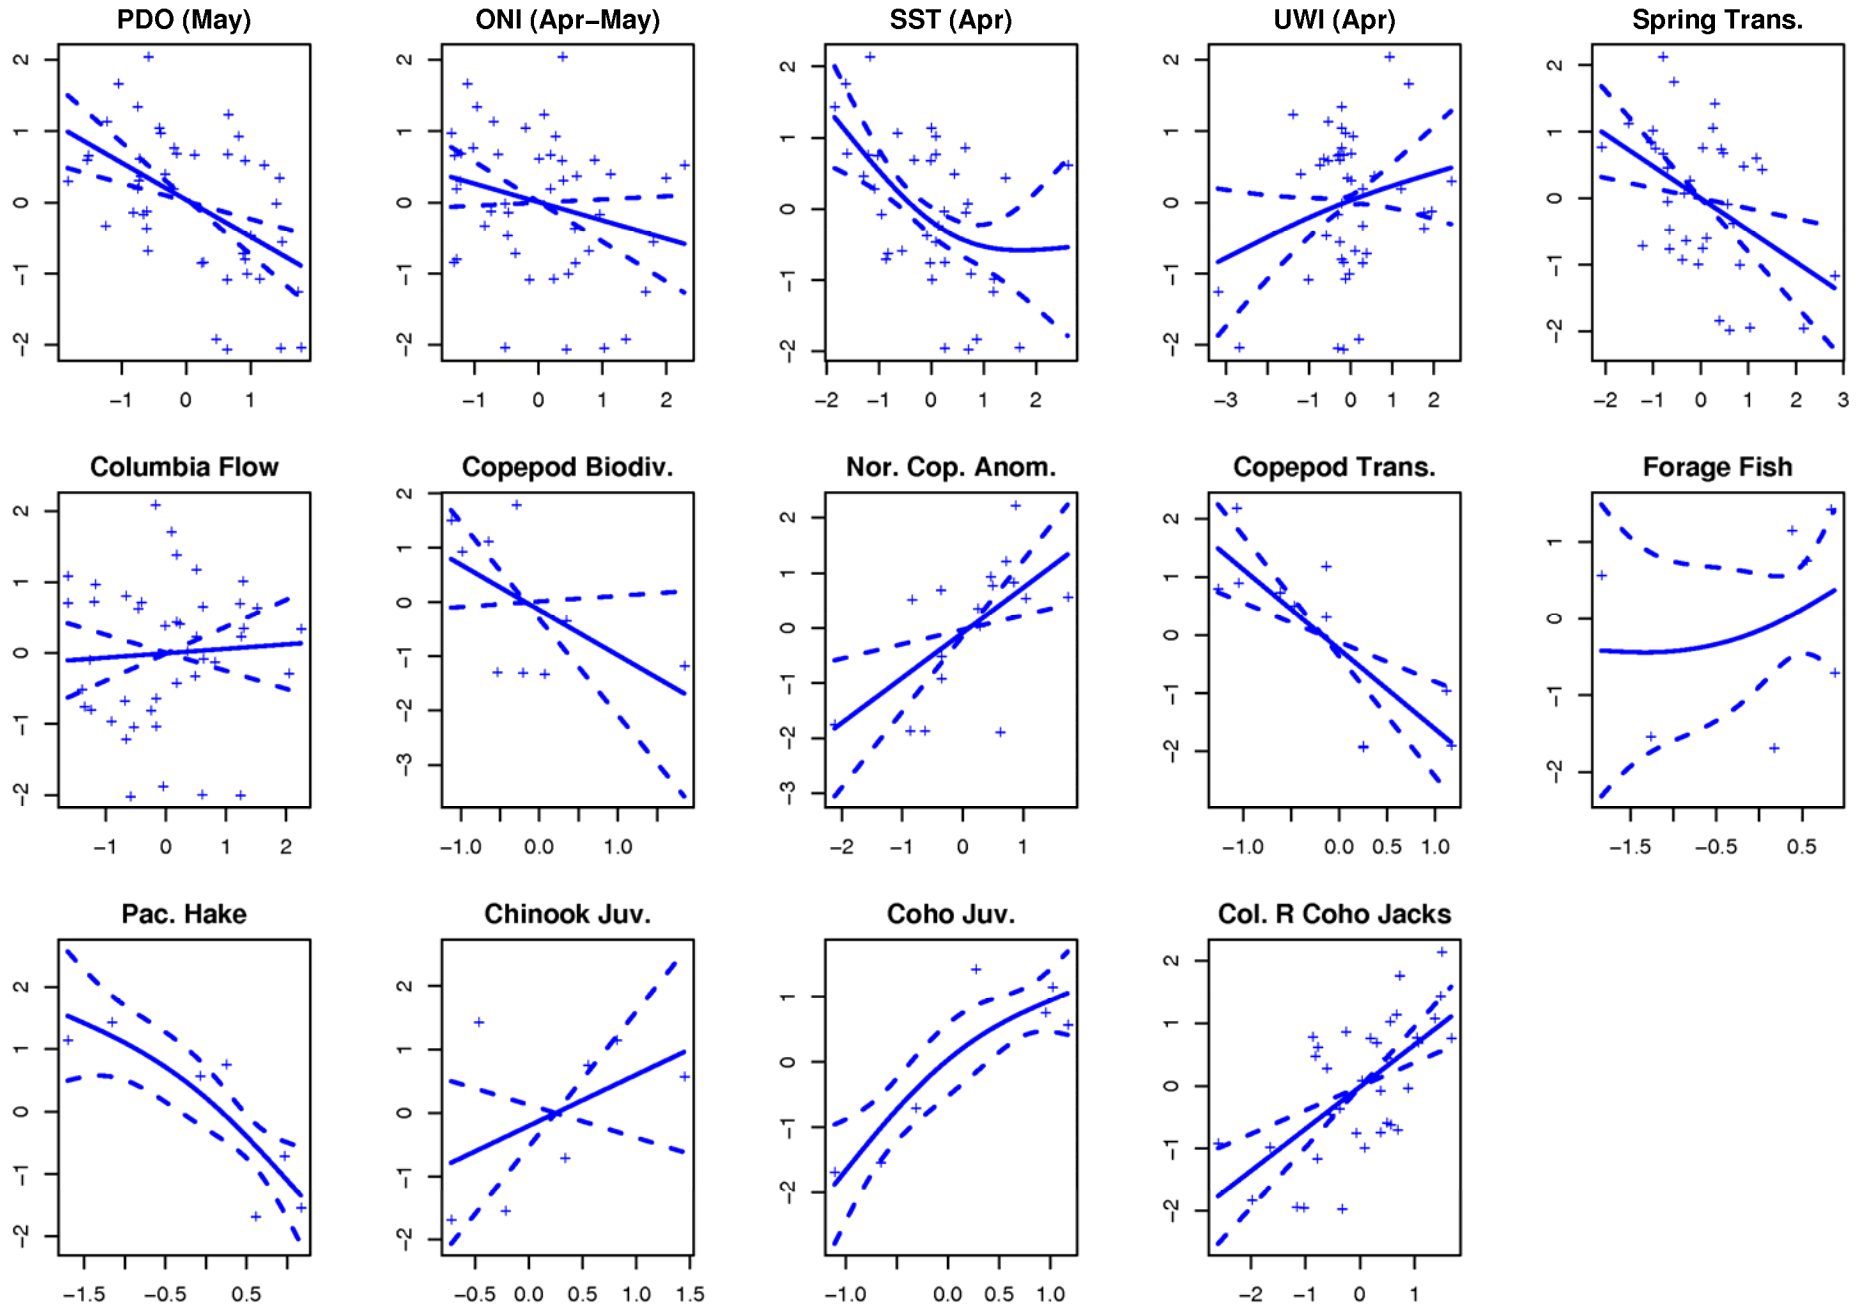 PDO (May) ONI (Apr−May) SST (Apr) UWI (Apr) Spring Trans.
2 2 2 2 2
1 1 1 1 1
0 0 0 0 0
−1 −1 −1 −1 −1
−2 −2 −2 −2 −2
−1 0 1 −1 0 1 2 −2 −1 0 1 2 −3 −1 0 1 2 −2 −1 0 1 2 3
Columbia Flow Copepod Biodiv. Nor. Cop. Anom. Copepod Trans. Forage Fish
2 2 2 2 1
1 1 1 1 0
0 0 0 0 −1
−1 −1 −1 −1 −2
−2 −2 −2 −2
−3 −3
−1 0 1 2 −1.0 0.0 1.0 −2 −1 0 1 −1.0 0.0 0.5 1.0 −1.5 −0.5 0.5
Pac. Hake Chinook Juv. Coho Juv. Col. R Coho Jacks
2 2 1 2
1 1 0 1
0 0 −1 0
−1 −1 −2 −1
−2 −2 −2
−1.5 −0.5 0.5 −0.5 0.0 0.5 1.0 1.5 −1.0 0.0 0.5 1.0 −2 −1 0 1